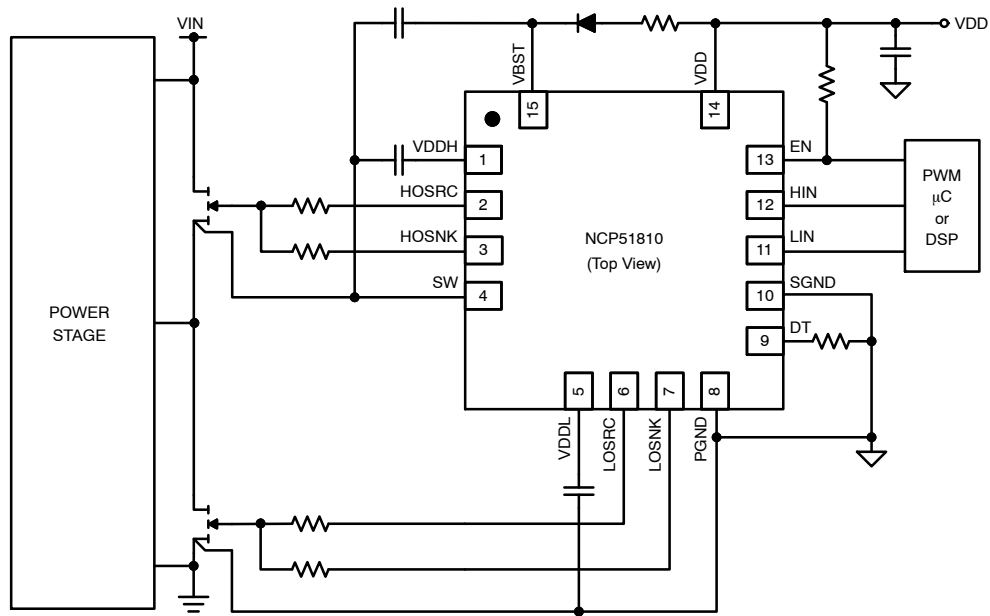 VIN
VDD
VBST
VDD
15
14
VDDH
1
EN
13
HOSRC
2
HIN
12
PWM
μC
or
DSP
HOSNK
3
LIN
11
NCP51810
(Top View)
SW
4
SGND
10
DT
9
POWER
STAGE
5
6
7
8
VDDL
LOSRC
LOSNK
PGND